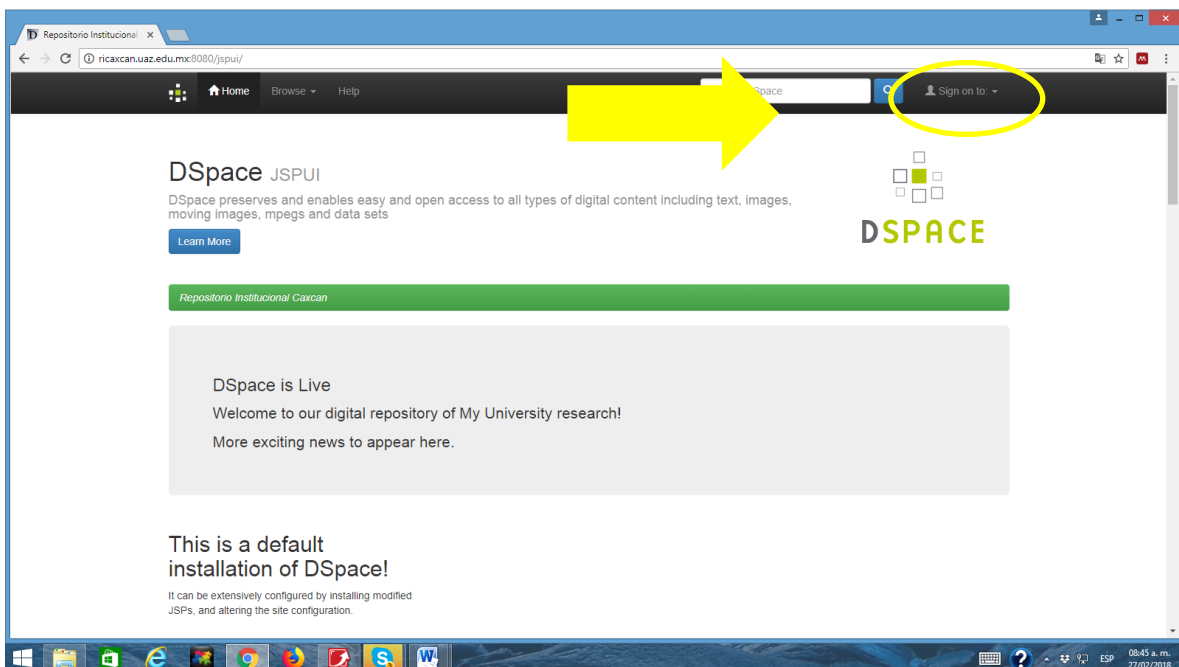 Repositorio Institucional
ricaxcan.uaz.edu.mx:8080/jspui/
Home Browse Help Space Sign on to:
DSpace JSPUI
DSpace preserves and enables easy and open access to all types of digital content including text, images,
moving images, mpegs and data sets
Learn More
DSPACE
Repositorio Institucional Caxcan
DSpace is Live
Welcome to our digital repository of My University research!
More exciting news to appear here.
This is a default
installation of DSpace!
It can be extensively configured by installing modified
JSPs, and altering the site configuration.
ESP
08:45 a. m.
27/02/2018